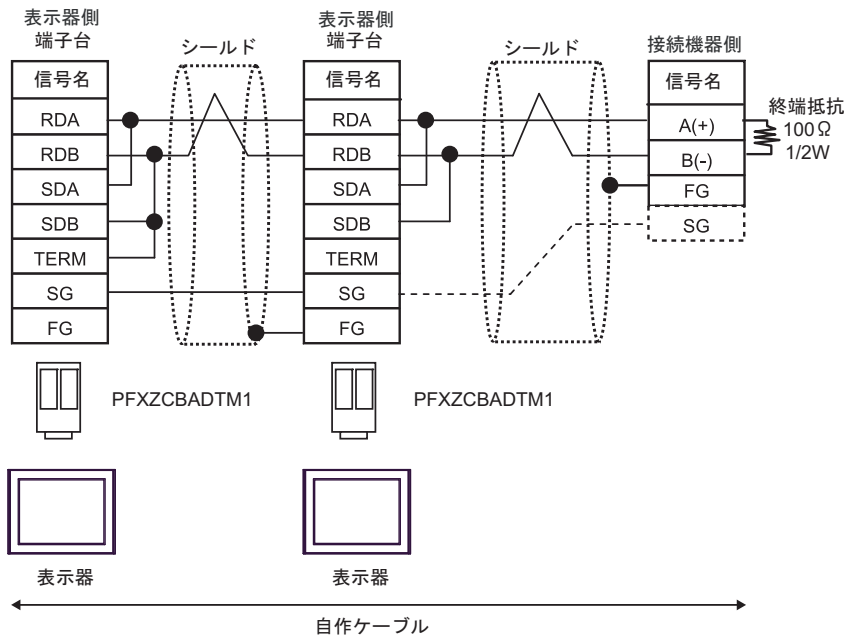 表示器側
端子台
シールド
表示器側
端子台
シールド
接続機器側
信号名
RDA
RDB
SDA
SDB
TERM
SG
FG
信号名
RDA
RDB
SDA
SDB
TERM
SG
FG
信号名
A(+)
B(-)
FG
SG
終端抵抗
100Ω
1/2W
PFXZCBADTM1
PFXZCBADTM1
表示器
表示器
自作ケーブル